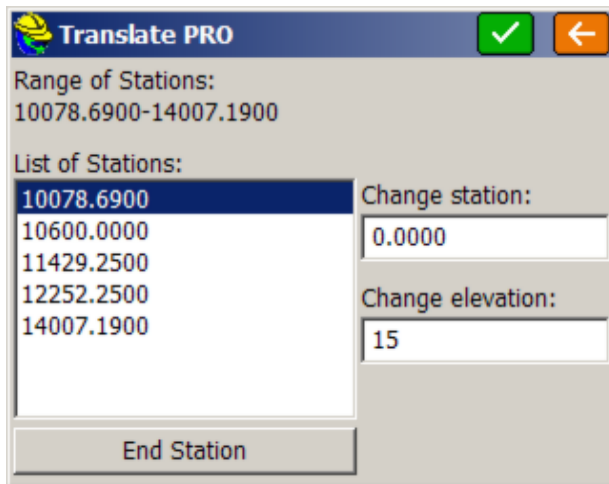 Translate PRO
Range of Stations:
10078.6900-14007.1900
List of Stations:
10078.6900
10600.0000
11429.2500
12252.2500
14007.1900
Change station:
0.0000
Change elevation:
15
End Station